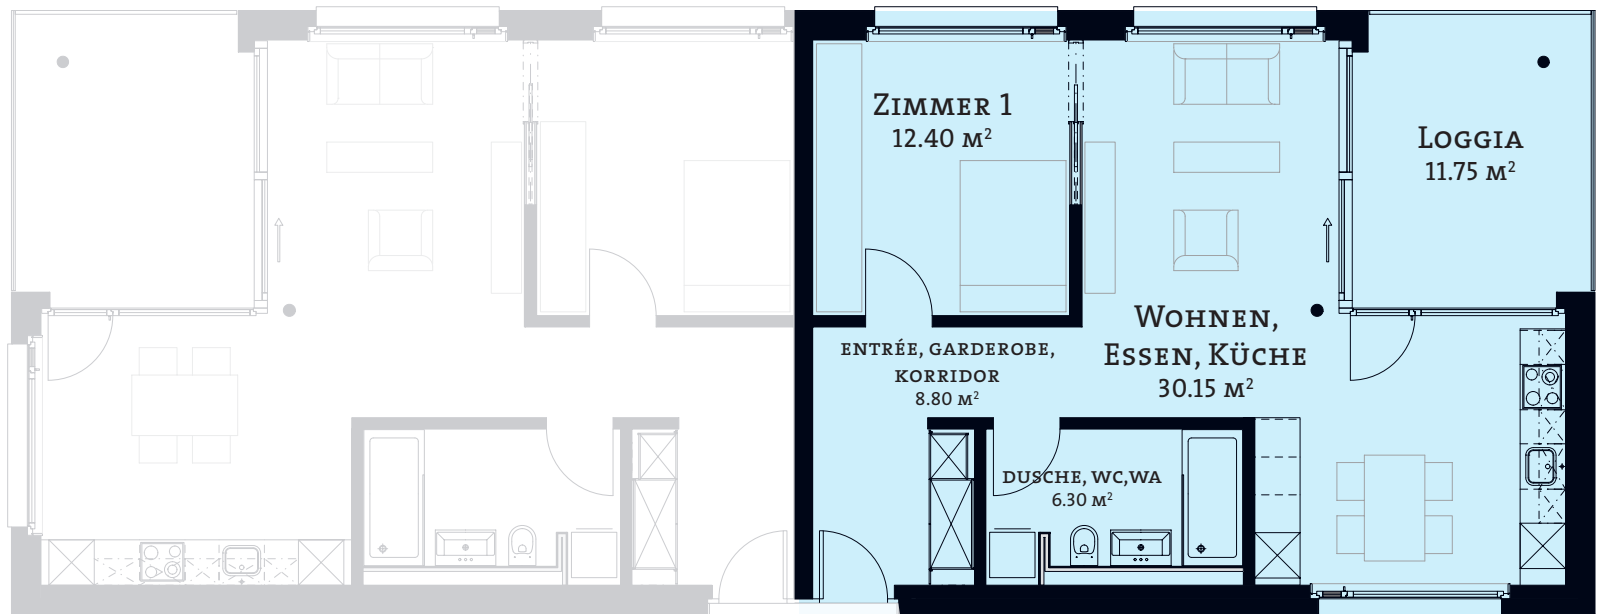 Zimmer 1
12.40 m²
Loggia
11.75 m²
Wohnen,
Essen, Küche
30.15 m²
entrée, garderobe,
korridor
8.80 m²
dusche, wc,wa
6.30 m²